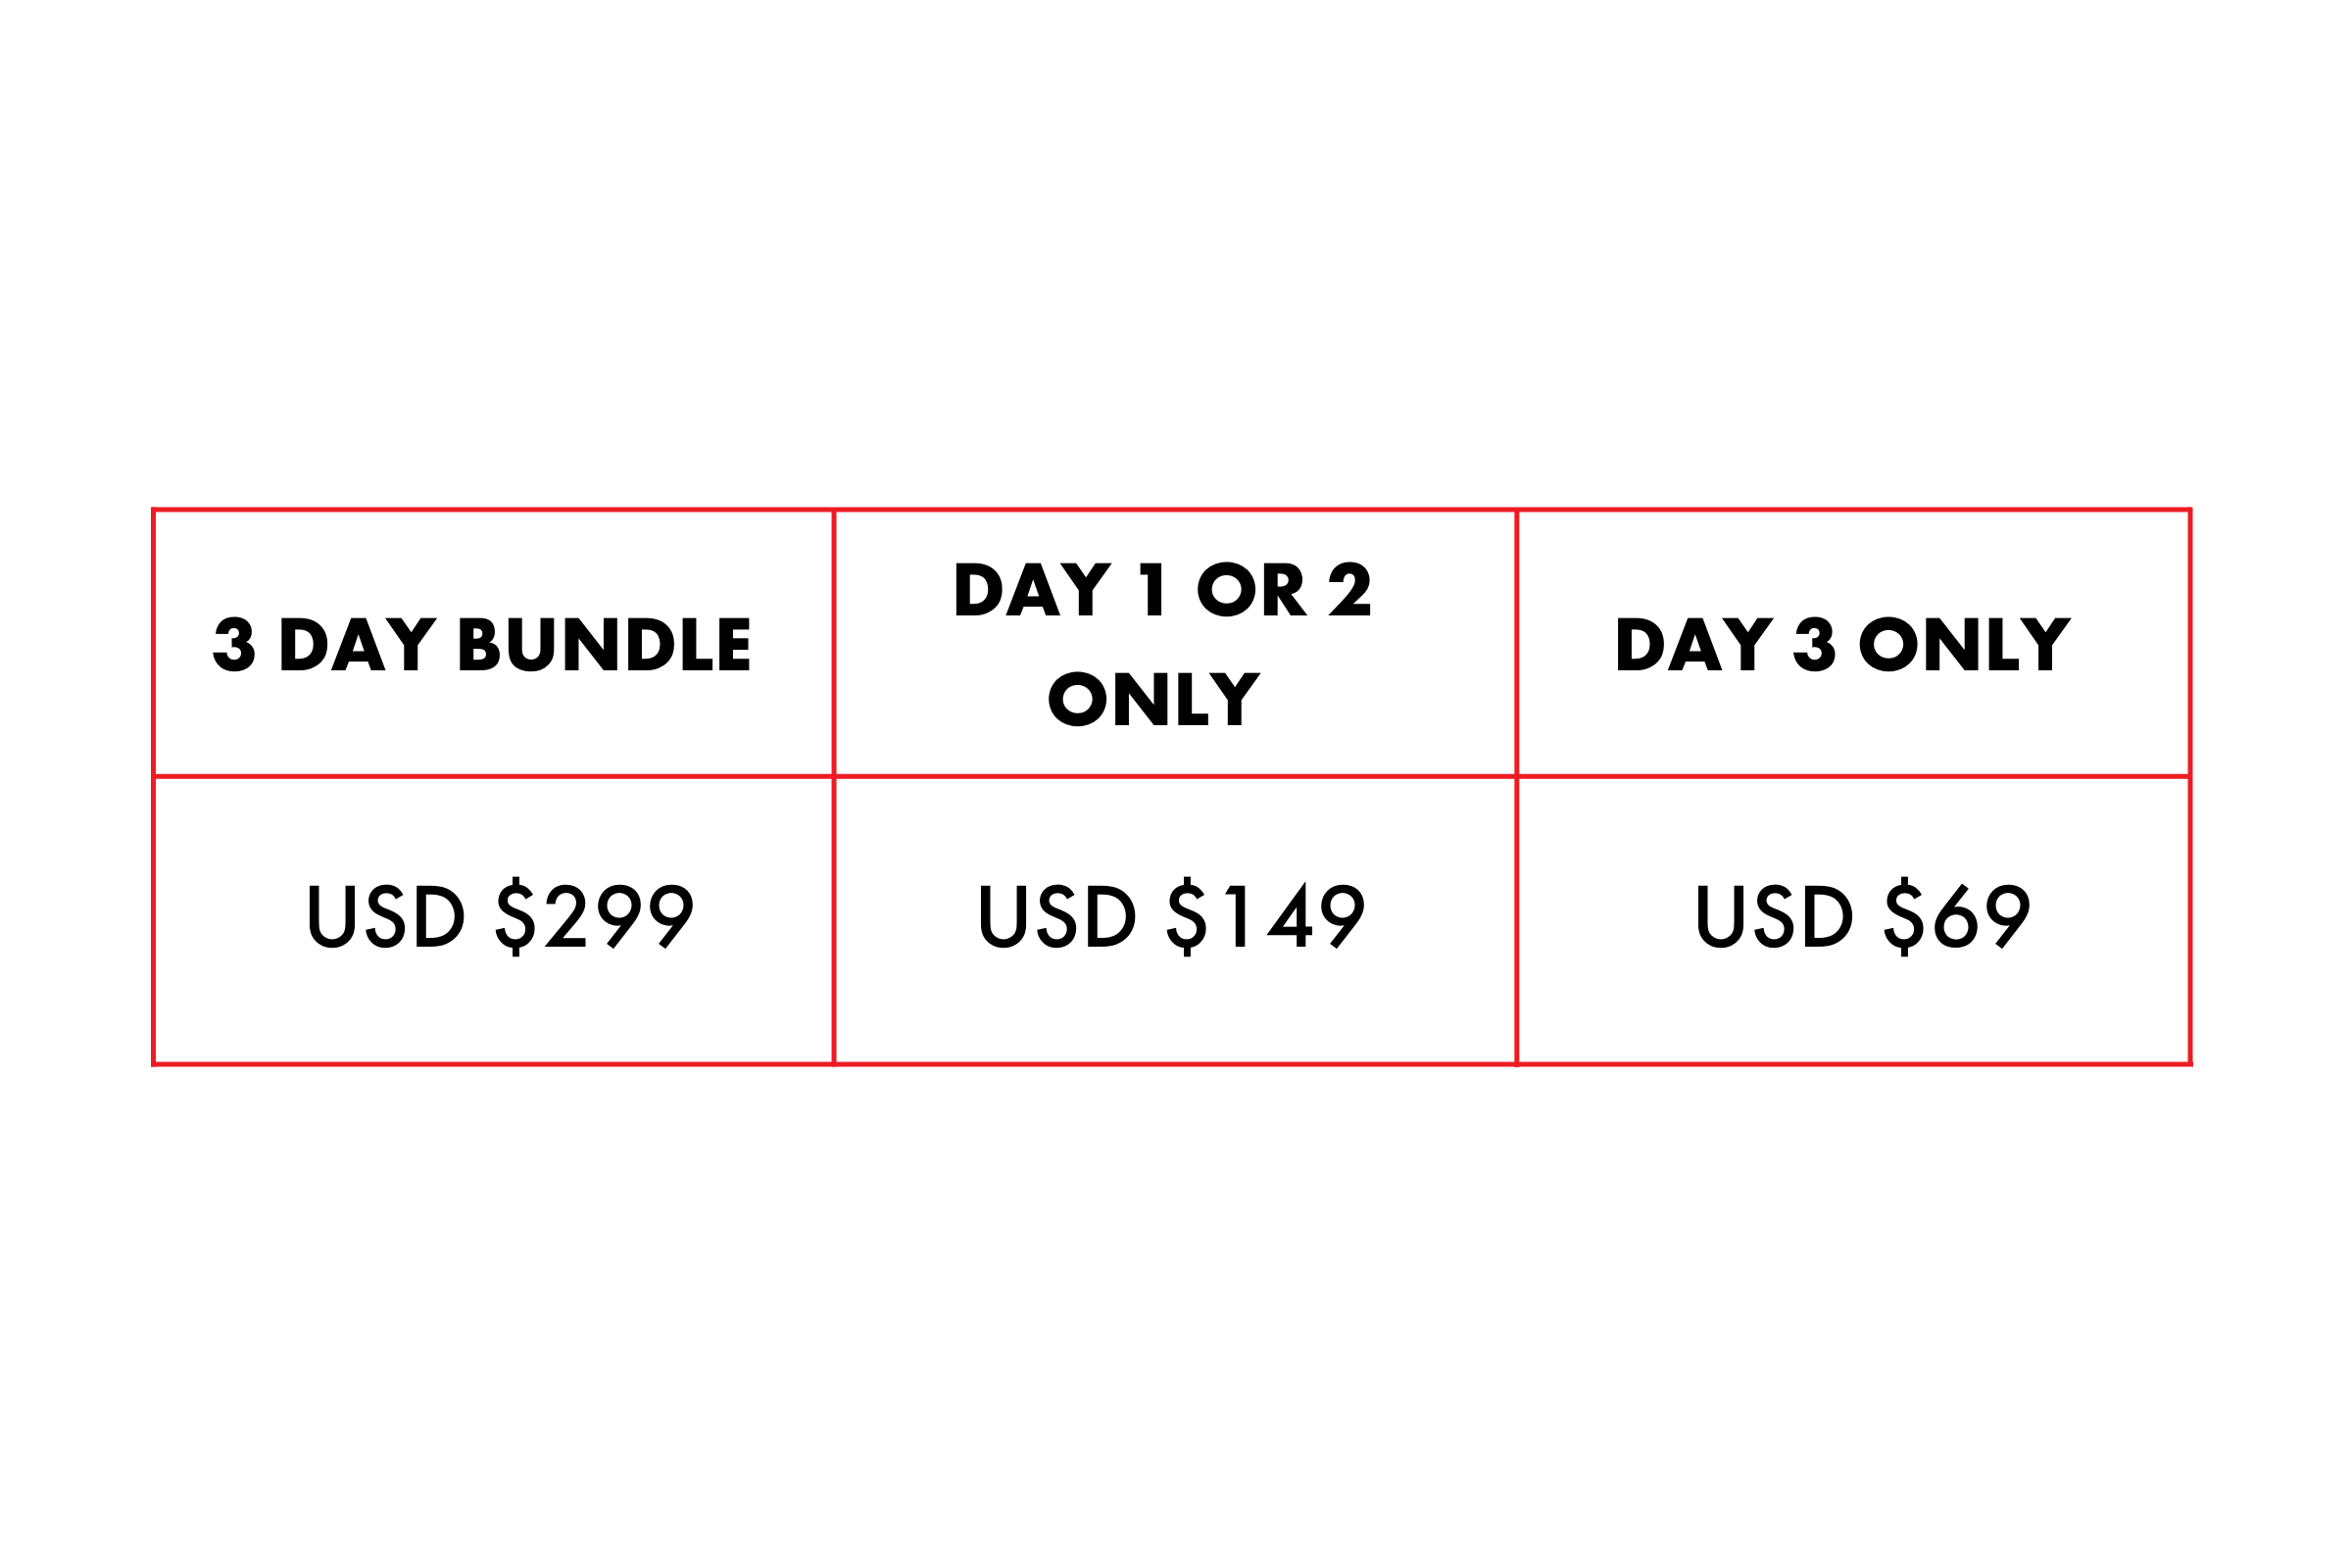 3 DAY BUNDLE
DAY 1 OR 2
ONLY
DAY 3 ONLY
USD $299
USD $149
USD $69